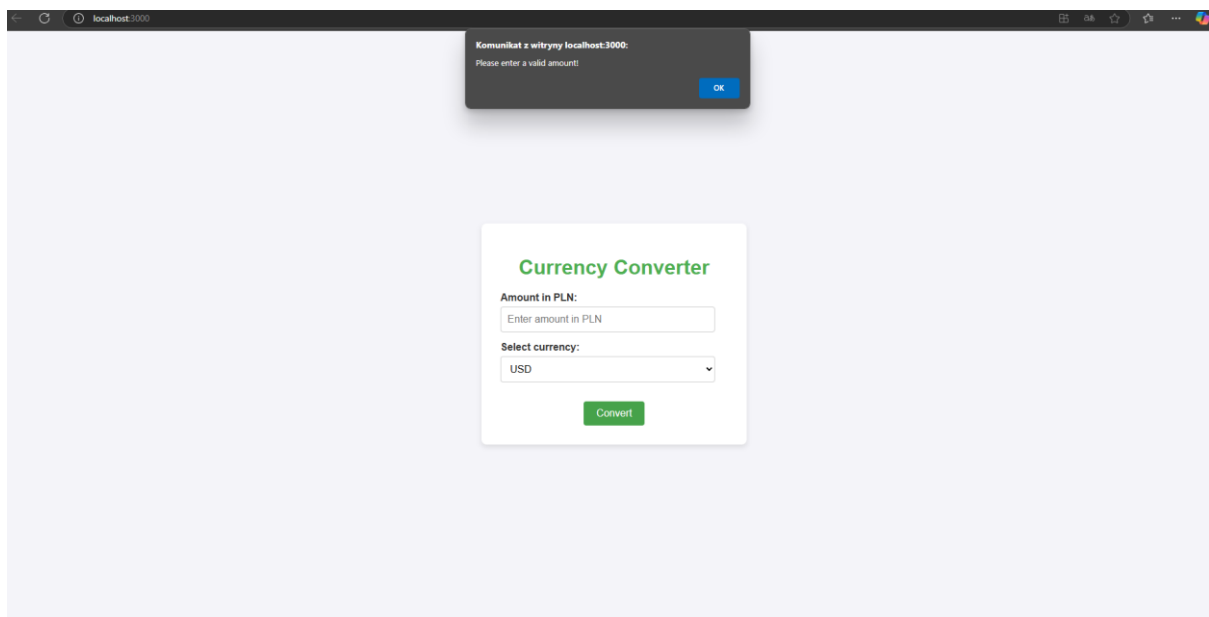 localhost:3000
Komunikat z witryny localhost:3000:
Please enter a valid amount!
OK
Currency Converter
Amount in PLN:
Enter amount in PLN
Select currency:
USD
Convert